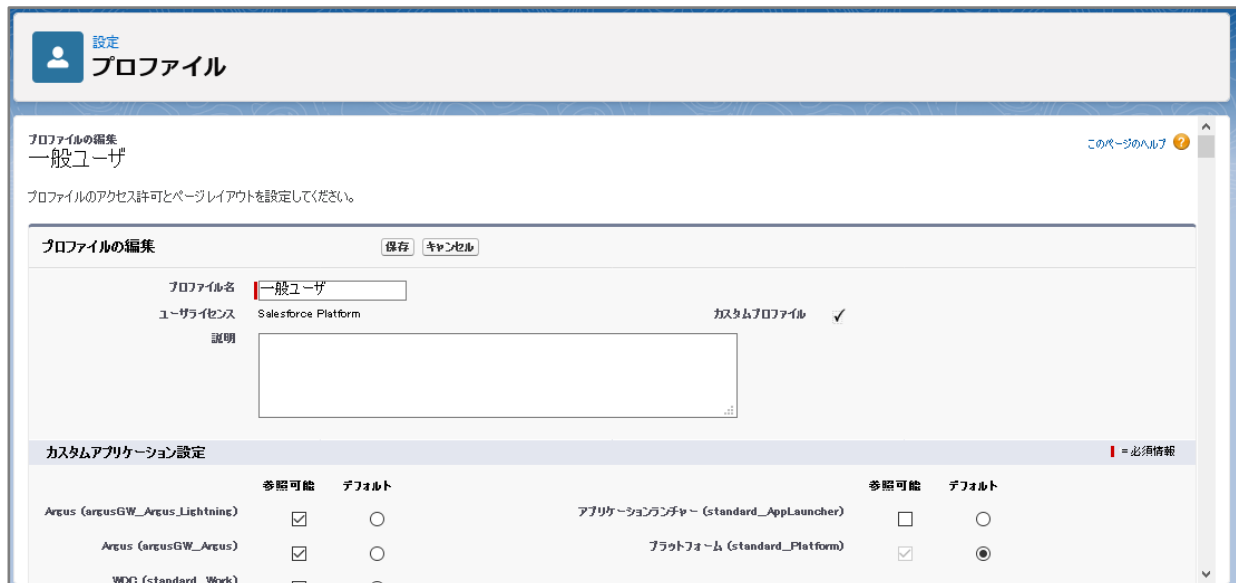 設定
プロファイル
プロファイルの編集
一般ユーザ
このページのヘルプ ?
プロファイルのアクセス許可とページレイアウトを設定してください。
プロファイルの編集 保存 キャンセル
プロファイル名 一般ユーザ
ユーザライセンス Salesforce Platform カスタムプロファイル ✓
説明
カスタムアプリケーション設定 = 必須情報
参照可能 デフォルト 参照可能 デフォルト
Argus (argusGW__Argus_Lightning) アプリケーションランチャー (standard__AppLauncher)
Argus (argusGW__Argus) プラットフォーム (standard__Platform)
WDC (standard__Work)